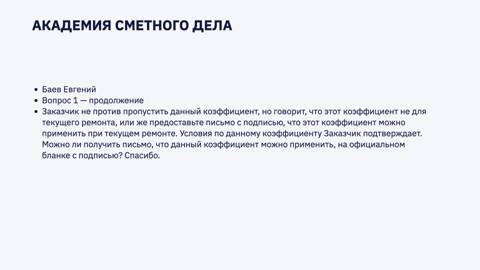 АКАДЕМИЯ СМЕТНОГО ДЕЛА
• Баев Евгений
• Вопрос 1 — продолжение
• Заказчик не против пропустить данный коэффициент, но говорит, что этот коэффициент не для
текущего ремонта, или же предоставьте письмо с подписью, что этот коэффициент можно
применить при текущем ремонте. Условия по данному коэффициенту Заказчик подтверждает.
Можно ли получить письмо, что данный коэффициент можно применить, на официальном
бланке с подписью? Спасибо.